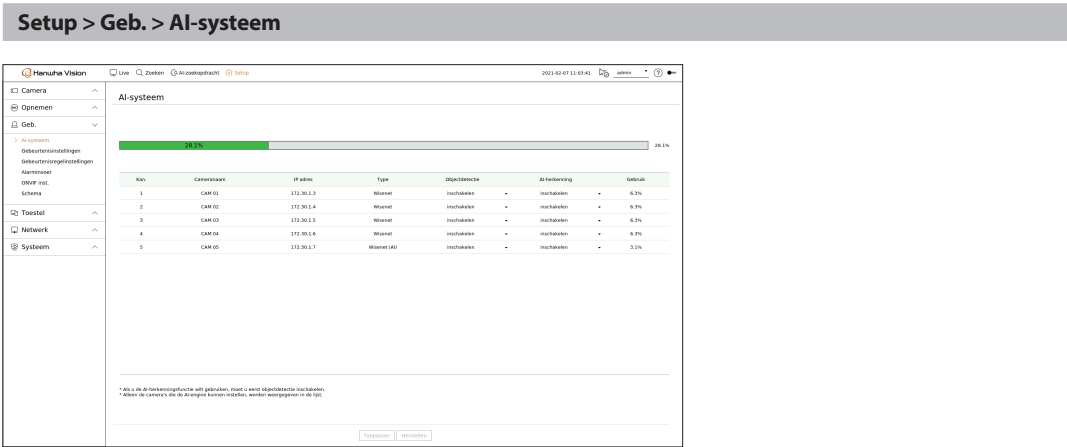 Setup > Geb. > AI-systeem
Hanwha Vision
Live Zoeken AI-zoekopdracht Setup
2021-02-07 11:03:41 admin
Camera
Opnemen
Geb.
AI-systeem
Gebeurtenisinstellingen
Gebeurtenisregelinstellingen
Alarminvoer
ONVIF inst.
Schema
Toestel
Netwerk
Systeem
AI-systeem
28.1% 28.1%
Kan. Cameranaam IP adres Type Objectdetectie AI-herkenning Gebruik
1 CAM 01 172.30.1.3 Wisenet inschakelen inschakelen 6.3%
2 CAM 02 172.30.1.4 Wisenet inschakelen inschakelen 6.3%
3 CAM 03 172.30.1.5 Wisenet inschakelen inschakelen 6.3%
4 CAM 04 172.30.1.6 Wisenet inschakelen inschakelen 6.3%
5 CAM 05 172.30.1.7 Wisenet (AI) inschakelen inschakelen 3.1%
* Als u de AI-herkenningsfunctie wilt gebruiken, moet u eerst objectdetectie inschakelen.
* Alleen de camera's die de AI-engine kunnen instellen, worden weergegeven in de lijst.
Toepassen Herstellen